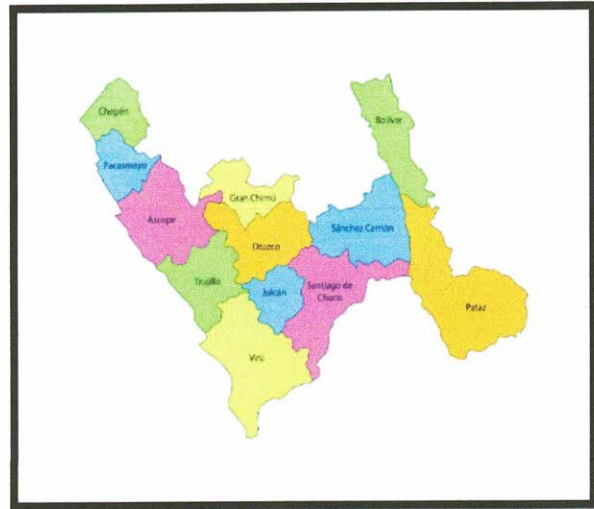 Chepén
Bolívar
Pacasmayo
Gran Chimú
Ascope
Sánchez Carrión
Otuzco
Trujillo
Julcán
Santiago de
Chuco
Pataz
Virú